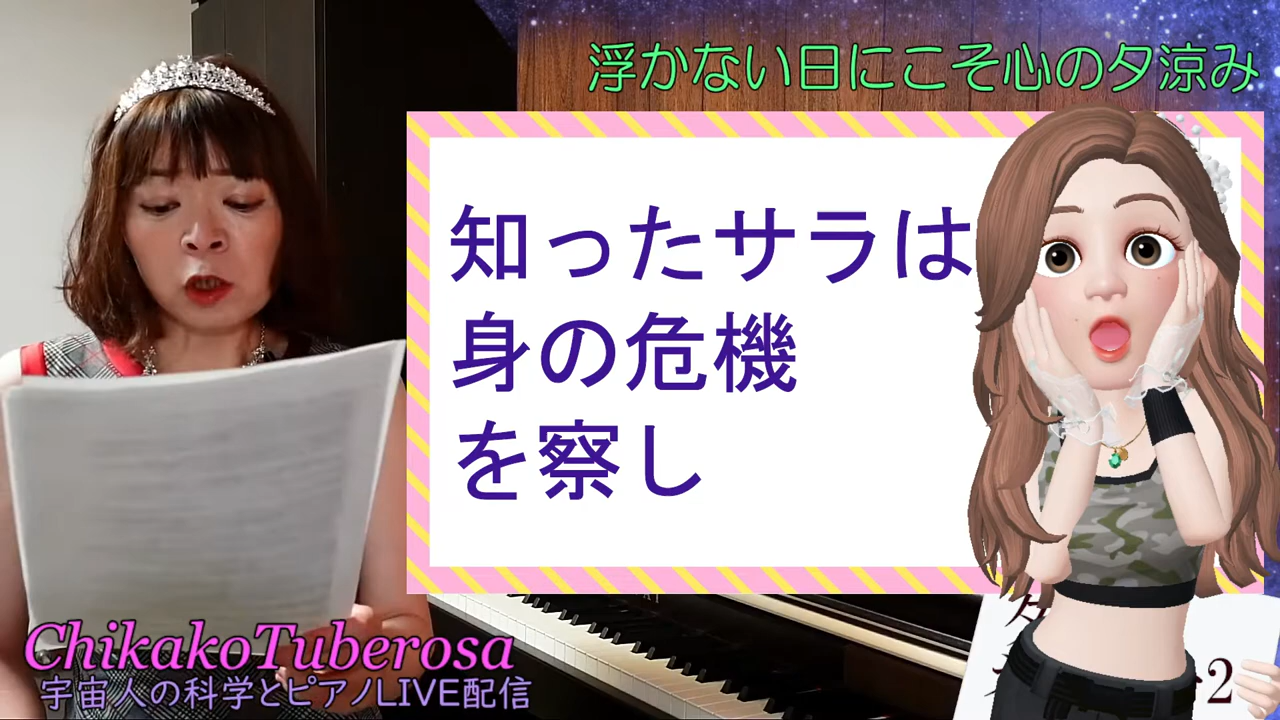 浮かない日にこそ心の夕涼み
知ったサラは
身の危機
を察し
ChikakoTuberosa
宇宙人の科学とピアノLIVE配信
2